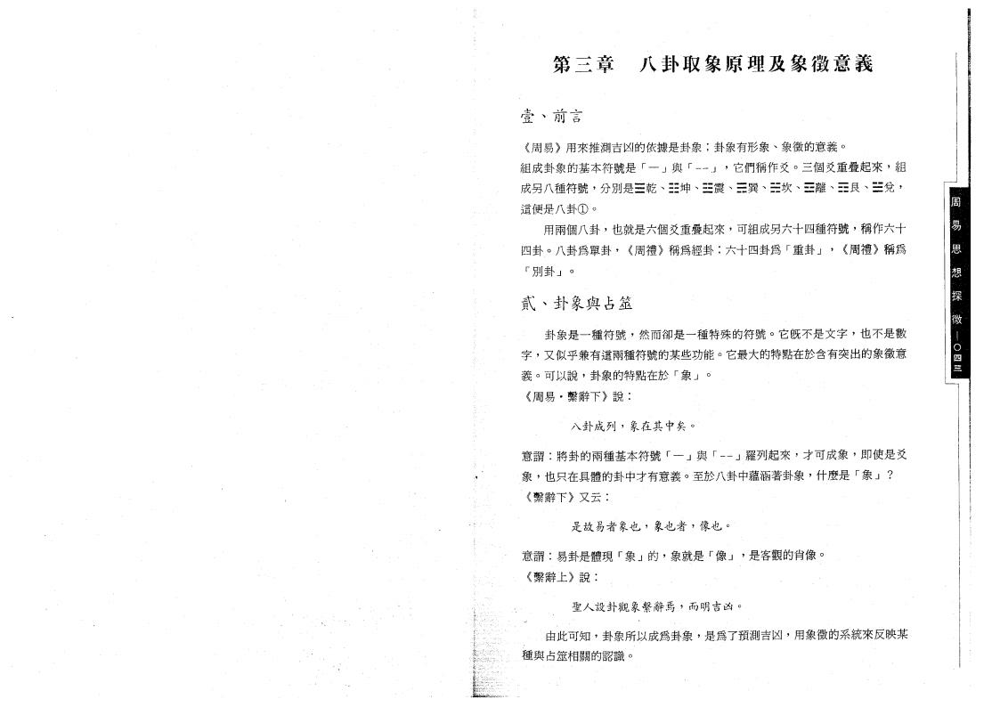 第三章　八卦取象原理及象徵意義
壹、前言
《周易》用來推測吉凶的依據是卦象；卦象有形象、象徵的意義。
組成卦象的基本符號是「—」與「--」，它們稱作爻。三個爻重疊起來，組
成另八種符號，分別是☰乾、☷坤、☳震、☴巽、☵坎、☲離、☶艮、☱兌，
這便是八卦①。
用兩個八卦，也就是六個爻重疊起來，可組成另六十四種符號，稱作六十
四卦。八卦爲單卦，《周禮》稱爲經卦；六十四卦爲「重卦」，《周禮》稱爲
「別卦」。
貳、卦象與占筮
卦象是一種符號，然而卻是一種特殊的符號。它既不是文字，也不是數
字，又似乎兼有這兩種符號的某些功能。它最大的特點在於含有突出的象徵意
義。可以說，卦象的特點在於「象」。
《周易・繫辭下》說：
八卦成列，象在其中矣。
意謂：將卦的兩種基本符號「—」與「--」羅列起來，才可成象，即使是爻
象，也只在具體的卦中才有意義。至於八卦中蘊涵著卦象，什麼是「象」？
《繫辭下》又云：
是故易者象也，象也者，像也。
意謂：易卦是體現「象」的，象就是「像」，是客觀的肖像。
《繫辭上》說：
聖人設卦觀象繫辭焉，而明吉凶。
由此可知，卦象所以成爲卦象，是爲了預測吉凶，用象徵的系統來反映某
種與占筮相關的認識。
周易思想探微—〇四三